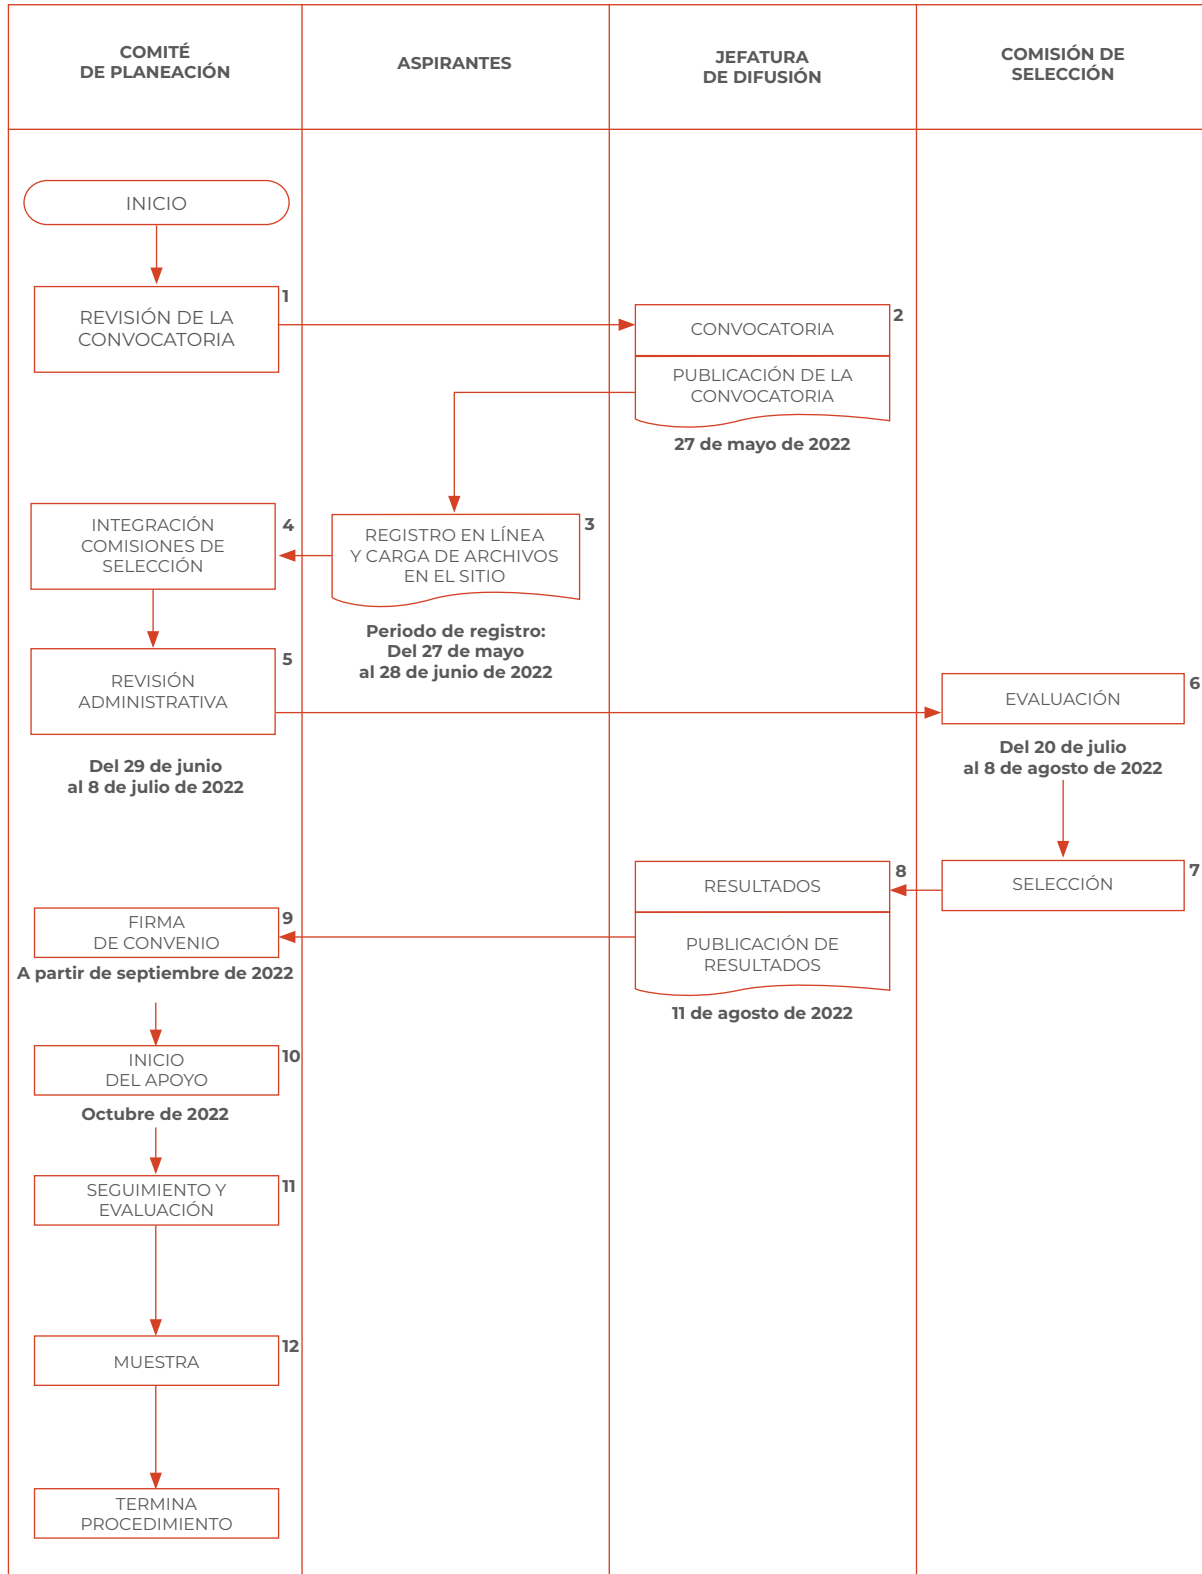 COMITÉ
DE PLANEACIÓN
ASPIRANTES
JEFATURA
DE DIFUSIÓN
COMISIÓN DE
SELECCIÓN
INICIO
1
REVISIÓN DE LA
CONVOCATORIA
2
CONVOCATORIA
PUBLICACIÓN DE LA
CONVOCATORIA
27 de mayo de 2022
3
REGISTRO EN LÍNEA
Y CARGA DE ARCHIVOS
EN EL SITIO
Periodo de registro:
Del 27 de mayo
al 28 de junio de 2022
4
INTEGRACIÓN
COMISIONES DE
SELECCIÓN
5
REVISIÓN
ADMINISTRATIVA
Del 29 de junio
al 8 de julio de 2022
6
EVALUACIÓN
Del 20 de julio
al 8 de agosto de 2022
7
SELECCIÓN
8
RESULTADOS
PUBLICACIÓN DE
RESULTADOS
11 de agosto de 2022
9
FIRMA
DE CONVENIO
A partir de septiembre de 2022
10
INICIO
DEL APOYO
Octubre de 2022
11
SEGUIMIENTO Y
EVALUACIÓN
12
MUESTRA
TERMINA
PROCEDIMIENTO